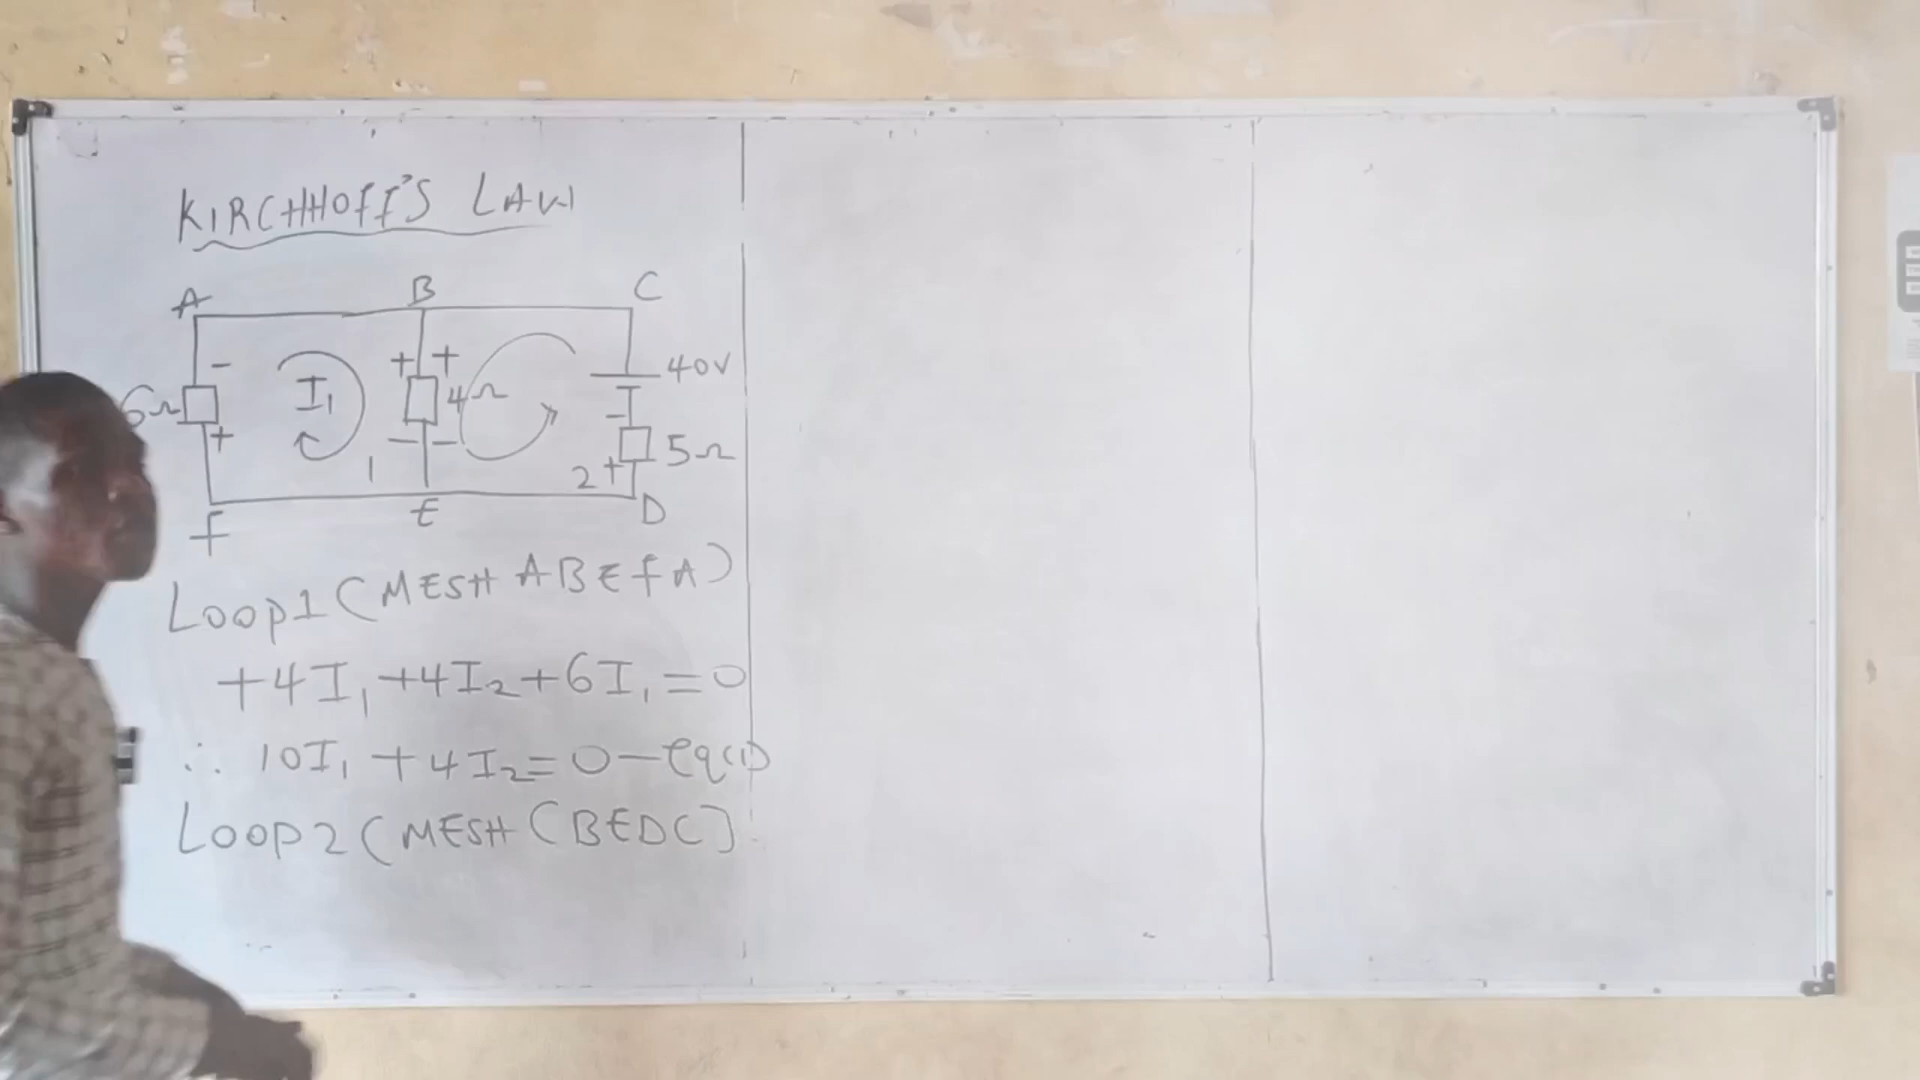 KIRCHHOFF'S LAW
A B C
- + + 40V
6Ω I₁ 4Ω -
+ - - 5Ω
1 2 +
F E D
Loop1 (MESH ABEFA)
+4I₁ +4I₂ +6I₁ = 0
∴ 10I₁ + 4I₂ = 0 — eq(1)
LOOP2 (MESH (BEDC)